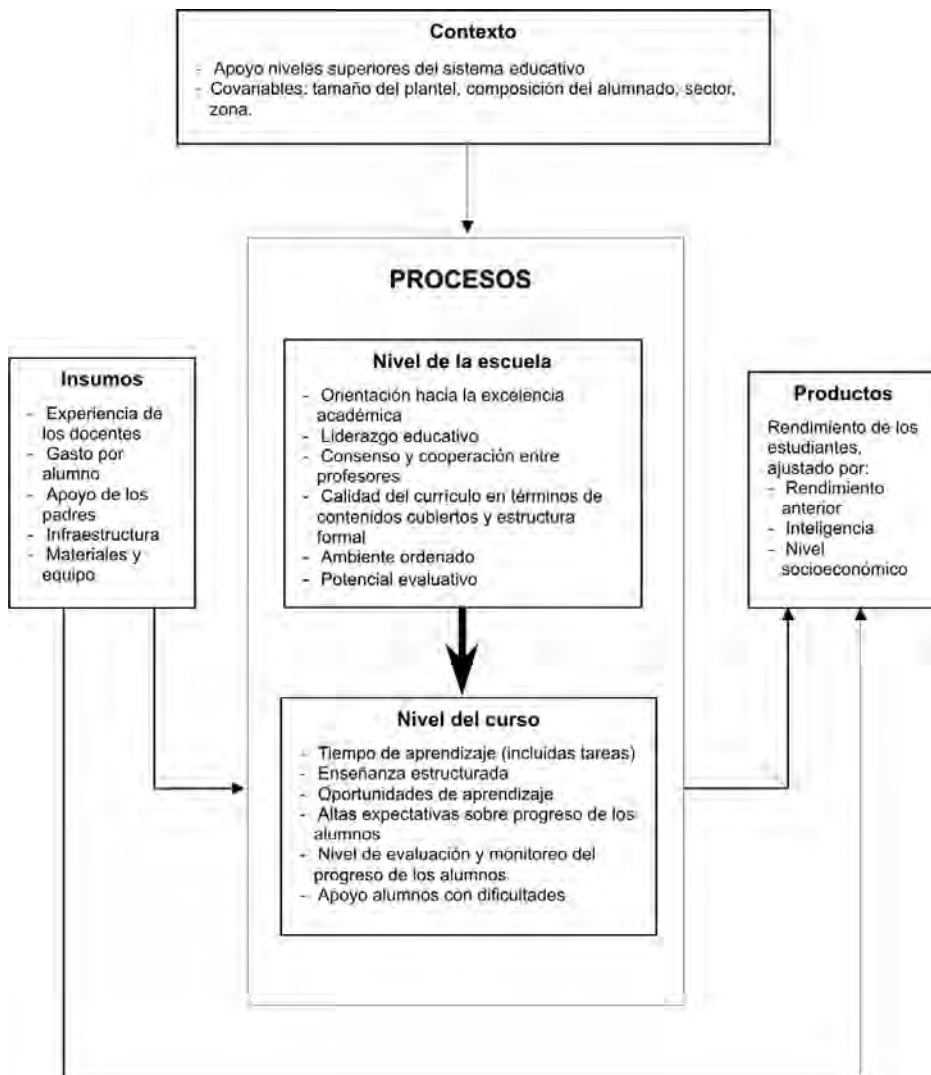 Contexto
- Apoyo niveles superiores del sistema educativo
- Covariables: tamaño del plantel, composición del alumnado, sector,
zona.
PROCESOS
Insumos
- Experiencia de
los docentes
- Gasto por
alumno
- Apoyo de los
padres
- Infraestructura
- Materiales y
equipo
Nivel de la escuela
- Orientación hacia la excelencia
académica
- Liderazgo educativo
- Consenso y cooperación entre
profesores
- Calidad del currículo en términos de
contenidos cubiertos y estructura
formal
- Ambiente ordenado
- Potencial evaluativo
Nivel del curso
- Tiempo de aprendizaje (incluidas tareas)
- Enseñanza estructurada
- Oportunidades de aprendizaje
- Altas expectativas sobre progreso de los
alumnos
- Nivel de evaluación y monitoreo del
progreso de los alumnos
- Apoyo alumnos con dificultades
Productos
Rendimiento de los
estudiantes,
ajustado por:
- Rendimiento
anterior
- Inteligencia
- Nivel
socioeconómico